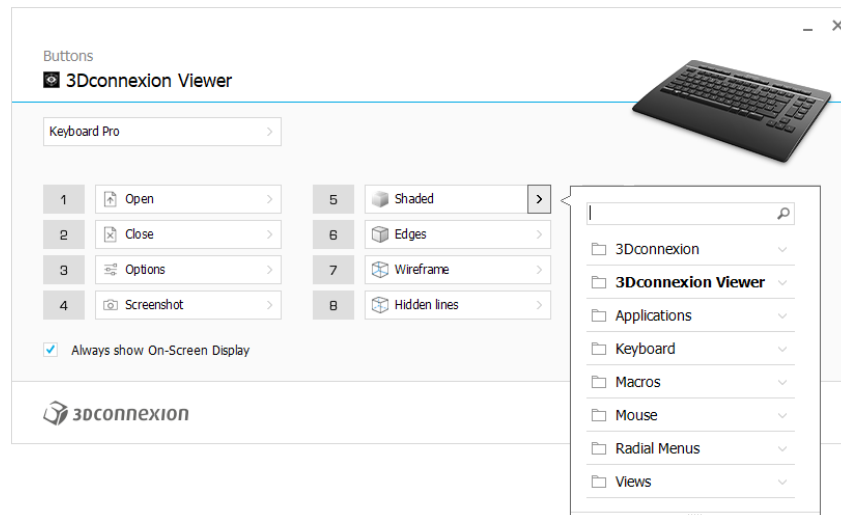 Buttons
3Dconnexion Viewer
Keyboard Pro
1 Open
2 Close
3 Options
4 Screenshot
5 Shaded
6 Edges
7 Wireframe
8 Hidden lines
Always show On-Screen Display
3Dconnexion
3Dconnexion
3Dconnexion Viewer
Applications
Keyboard
Macros
Mouse
Radial Menus
Views